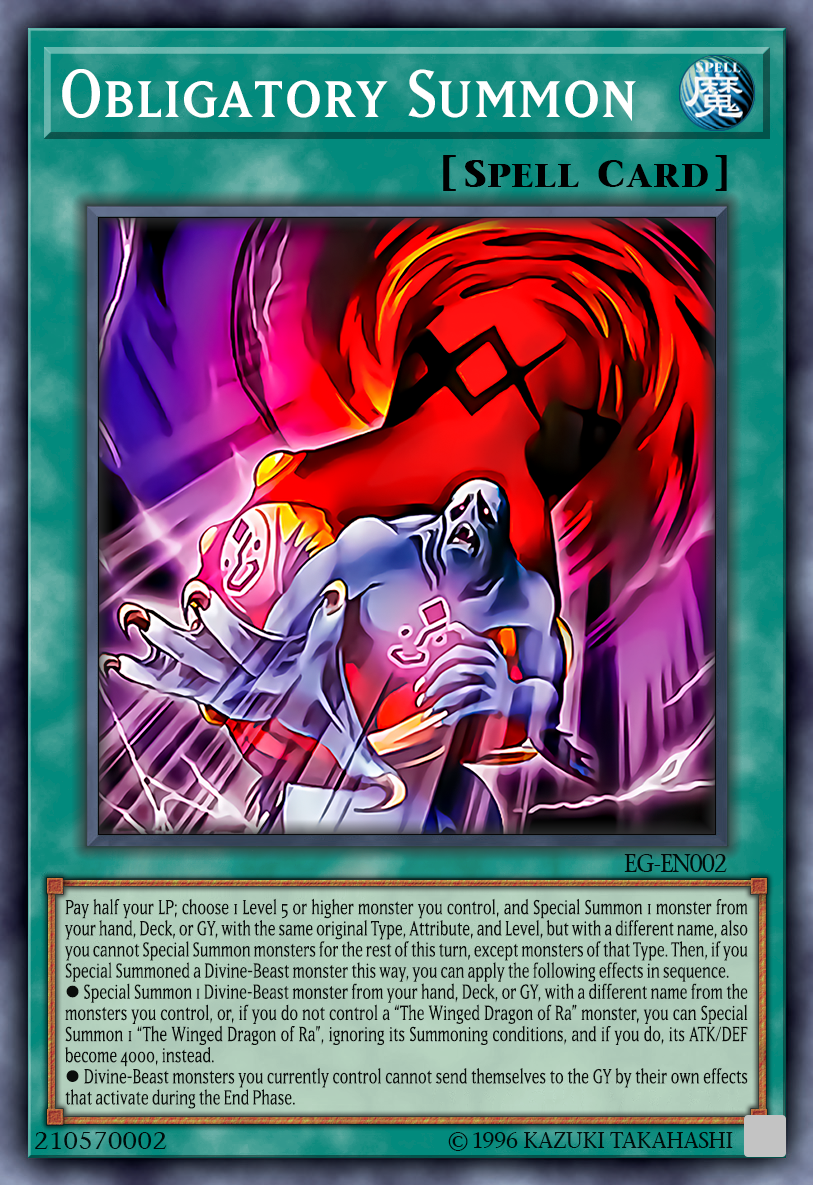 Obligatory Summon
SPELL
魔
[Spell Card]
EG-EN002
Pay half your LP; choose 1 Level 5 or higher monster you control, and Special Summon 1 monster from
your hand, Deck, or GY, with the same original Type, Attribute, and Level, but with a different name, also
you cannot Special Summon monsters for the rest of this turn, except monsters of that Type. Then, if you
Special Summoned a Divine-Beast monster this way, you can apply the following effects in sequence.
● Special Summon 1 Divine-Beast monster from your hand, Deck, or GY, with a different name from the
monsters you control, or, if you do not control a “The Winged Dragon of Ra” monster, you can Special
Summon 1 “The Winged Dragon of Ra”, ignoring its Summoning conditions, and if you do, its ATK/DEF
become 4000, instead.
● Divine-Beast monsters you currently control cannot send themselves to the GY by their own effects
that activate during the End Phase.
210570002
© 1996 KAZUKI TAKAHASHI